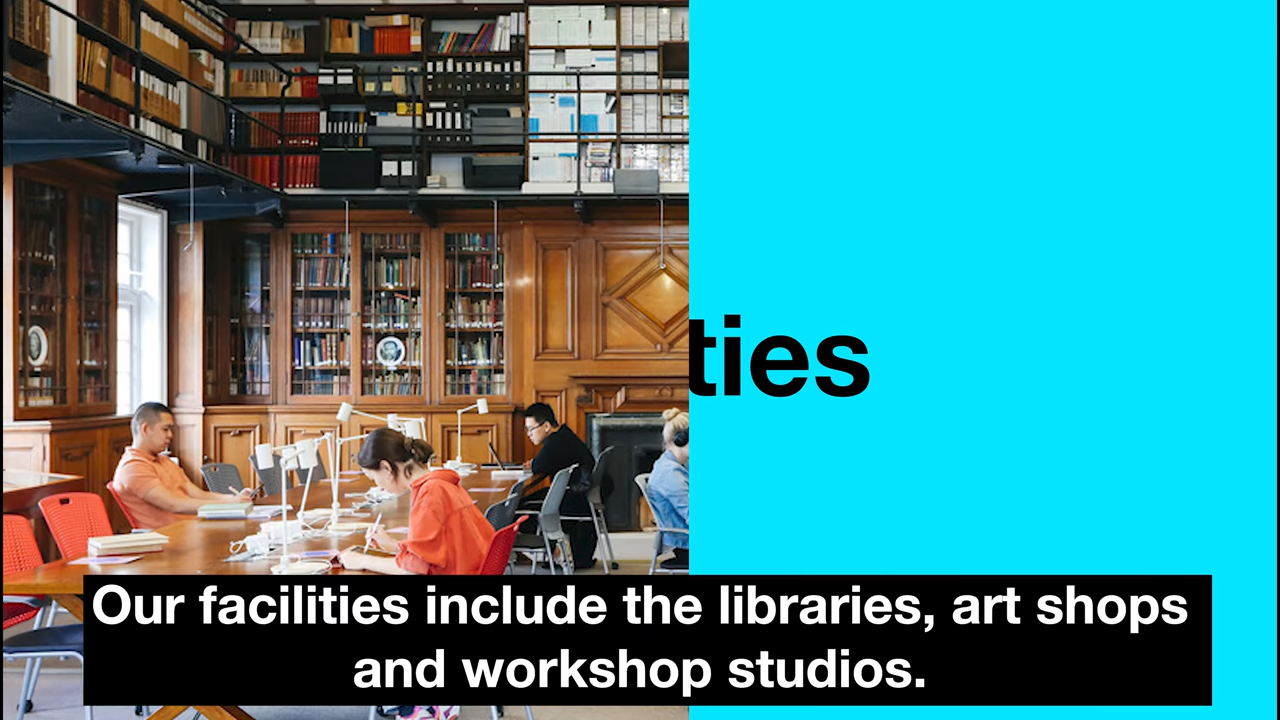 ties
Our facilities include the libraries, art shops
and workshop studios.